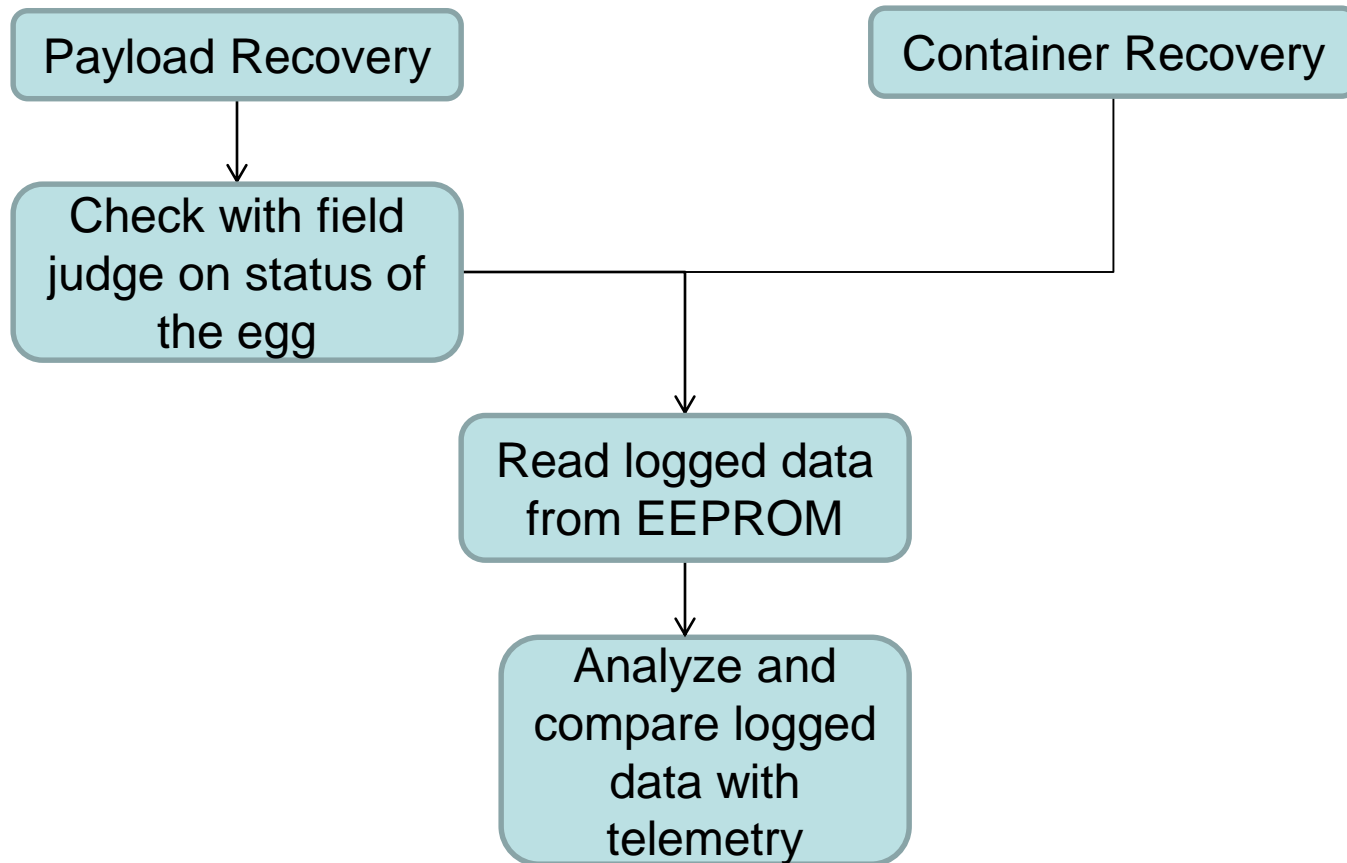 Payload Recovery
Container Recovery
Check with field
judge on status of
the egg
Read logged data
from EEPROM
Analyze and
compare logged
data with
telemetry